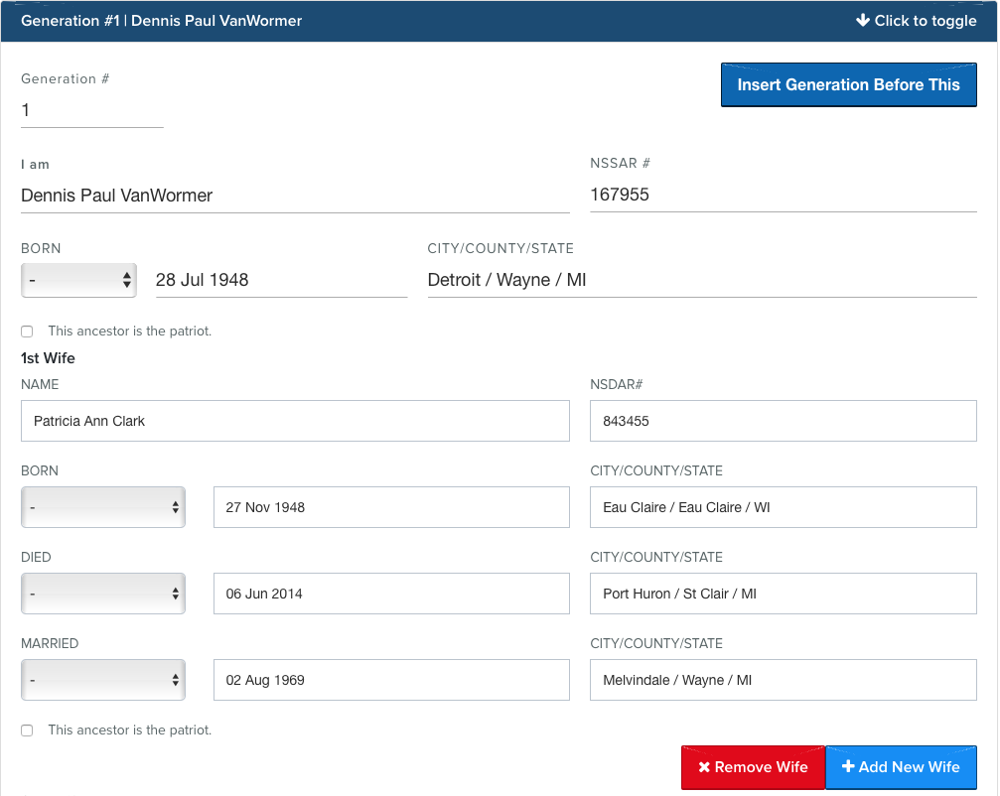 Generation #1 | Dennis Paul VanWormer
Click to toggle
Generation #
1
Insert Generation Before This
I am
Dennis Paul VanWormer
NSSAR #
167955
BORN
-
28 Jul 1948
CITY/COUNTY/STATE
Detroit / Wayne / MI
This ancestor is the patriot.
1st Wife
NAME
Patricia Ann Clark
NSDAR#
843455
BORN
-
27 Nov 1948
CITY/COUNTY/STATE
Eau Claire / Eau Claire / WI
DIED
-
06 Jun 2014
CITY/COUNTY/STATE
Port Huron / St Clair / MI
MARRIED
-
02 Aug 1969
CITY/COUNTY/STATE
Melvindale / Wayne / MI
This ancestor is the patriot.
Remove Wife
Add New Wife